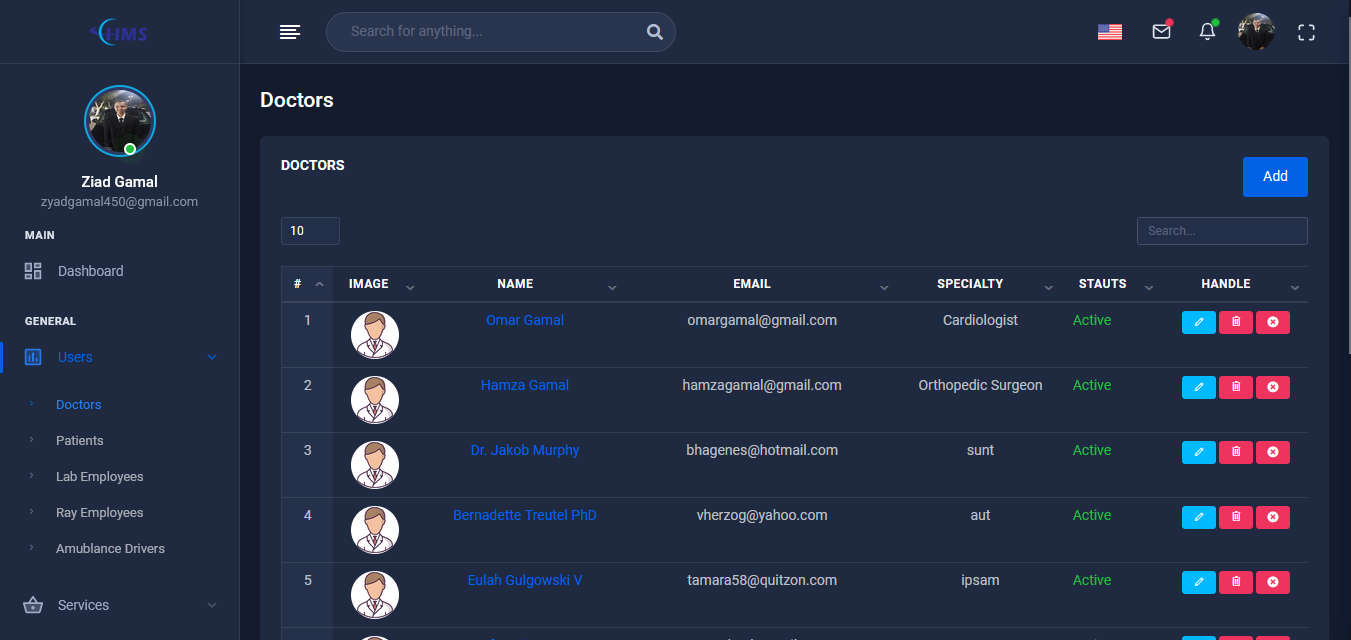 HMS
Search for anything...
Ziad Gamal
zyadgamal450@gmail.com
MAIN
Dashboard
GENERAL
Users
Doctors
Patients
Lab Employees
Ray Employees
Amublance Drivers
Services
Doctors
DOCTORS
Add
10
Search...
# IMAGE NAME EMAIL SPECIALTY STAUTS HANDLE
1 Omar Gamal omargamal@gmail.com Cardiologist Active
2 Hamza Gamal hamzagamal@gmail.com Orthopedic Surgeon Active
3 Dr. Jakob Murphy bhagenes@hotmail.com sunt Active
4 Bernadette Treutel PhD vherzog@yahoo.com aut Active
5 Eulah Gulgowski V tamara58@quitzon.com ipsam Active